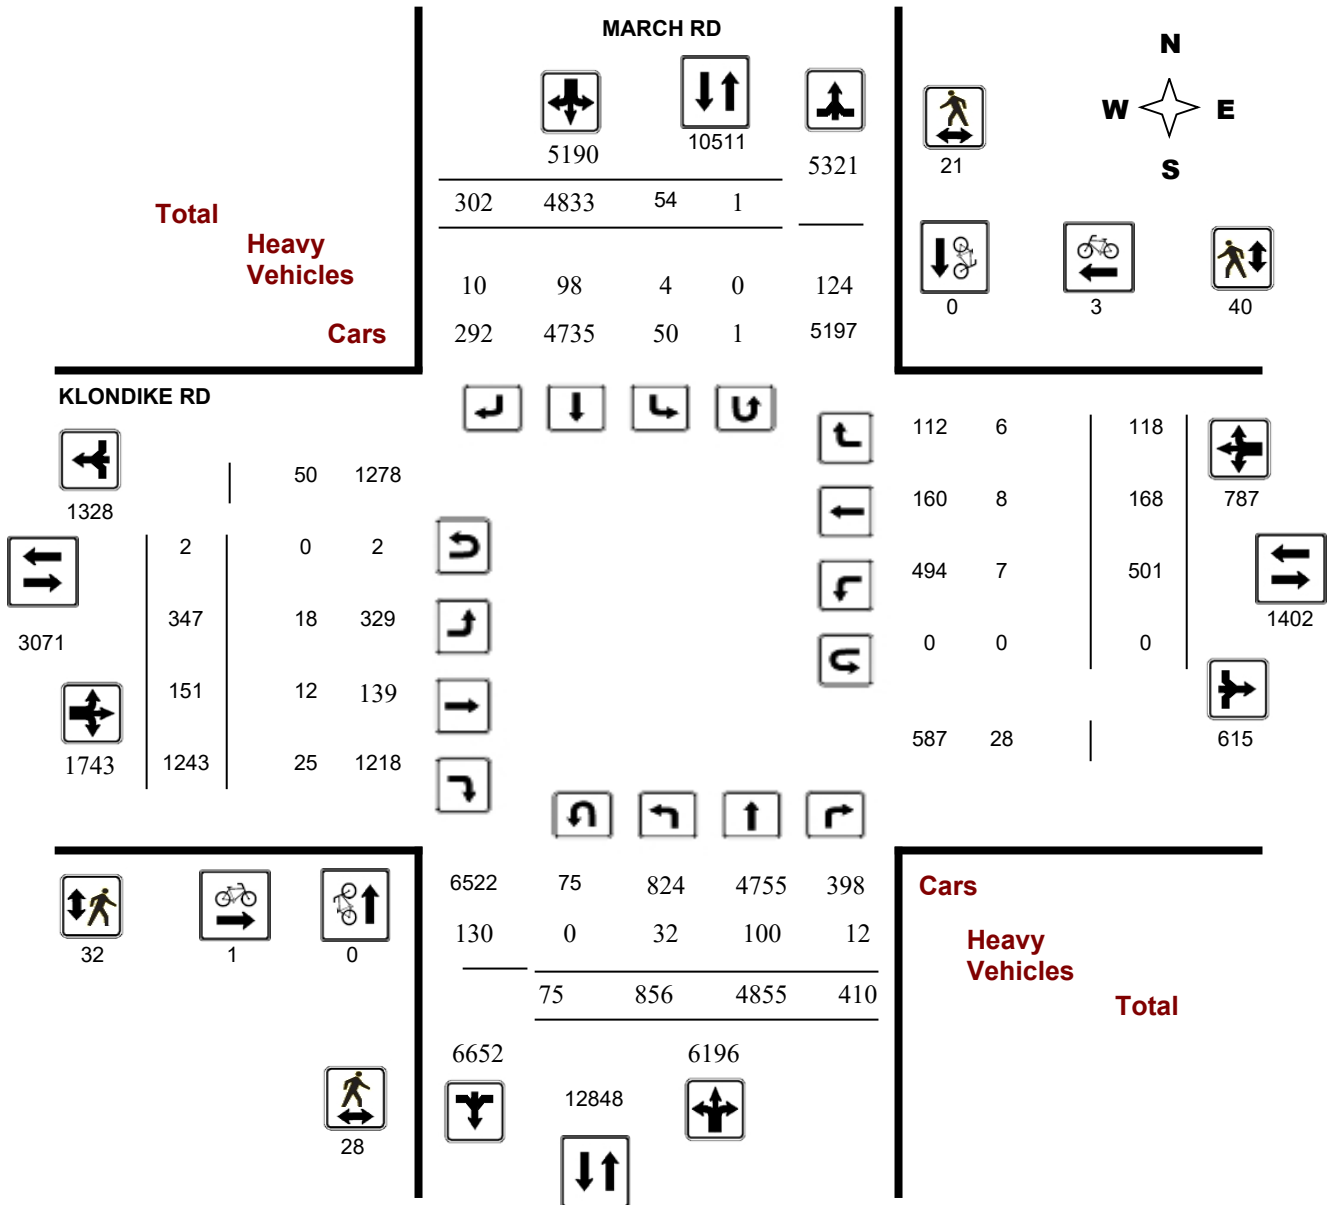 MARCH RD
N
W E
S
5190 10511 5321 21
302 4833 54 1
Total
Heavy
Vehicles
10 98 4 0 124
0 3 40
Cars 292 4735 50 1 5197
KLONDIKE RD
112 6 118
50 1278
1328
160 8 168 787
2 0 2
494 7 501
347 18 329
1402
3071
0 0 0
151 12 139
587 28 615
1743 1243 25 1218
6522 75 824 4755 398 Cars
130 0 32 100 12 Heavy
Vehicles
32 1 0
75 856 4855 410 Total
6652 6196
12848
28